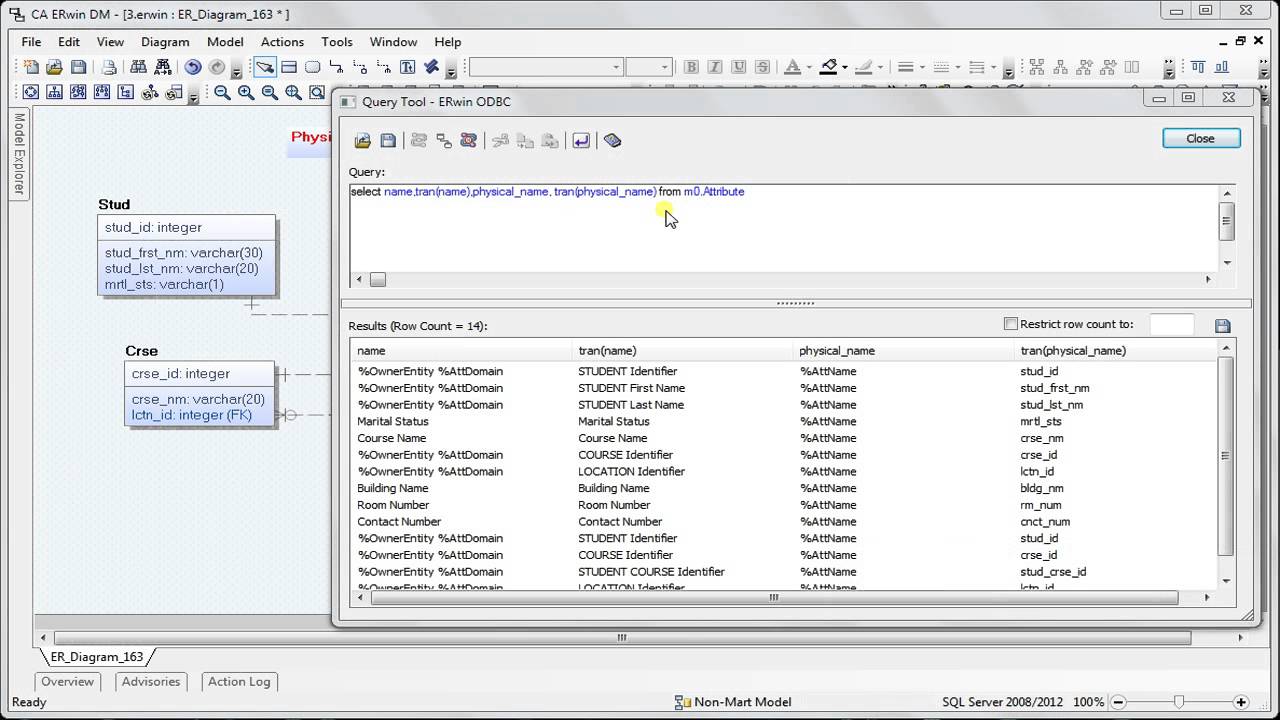 CA ERwin DM - [3.erwin : ER_Diagram_163 * ]
File Edit View Diagram Model Actions Tools Window Help
Model Explorer
Physi
Stud
stud_id: integer
stud_frst_nm: varchar(30)
stud_lst_nm: varchar(20)
mrtl_sts: varchar(1)
Crse
crse_id: integer
crse_nm: varchar(20)
lctn_id: integer (FK)
Query Tool - ERwin ODBC
Close
Query:
select name,tran(name),physical_name, tran(physical_name) from m0.Attribute
Results (Row Count = 14):
Restrict row count to:
name tran(name) physical_name tran(physical_name)
%OwnerEntity %AttDomain STUDENT Identifier %AttName stud_id
%OwnerEntity %AttDomain STUDENT First Name %AttName stud_frst_nm
%OwnerEntity %AttDomain STUDENT Last Name %AttName stud_lst_nm
Marital Status Marital Status %AttName mrtl_sts
Course Name Course Name %AttName crse_nm
%OwnerEntity %AttDomain COURSE Identifier %AttName crse_id
%OwnerEntity %AttDomain LOCATION Identifier %AttName lctn_id
Building Name Building Name %AttName bldg_nm
Room Number Room Number %AttName rm_num
Contact Number Contact Number %AttName cnct_num
%OwnerEntity %AttDomain STUDENT Identifier %AttName stud_id
%OwnerEntity %AttDomain COURSE Identifier %AttName crse_id
%OwnerEntity %AttDomain STUDENT COURSE Identifier %AttName stud_crse_id
%OwnerEntity %AttDomain LOCATION Identifier %AttName lctn_id
ER_Diagram_163
Overview Advisories Action Log
Ready Non-Mart Model SQL Server 2008/2012 100%